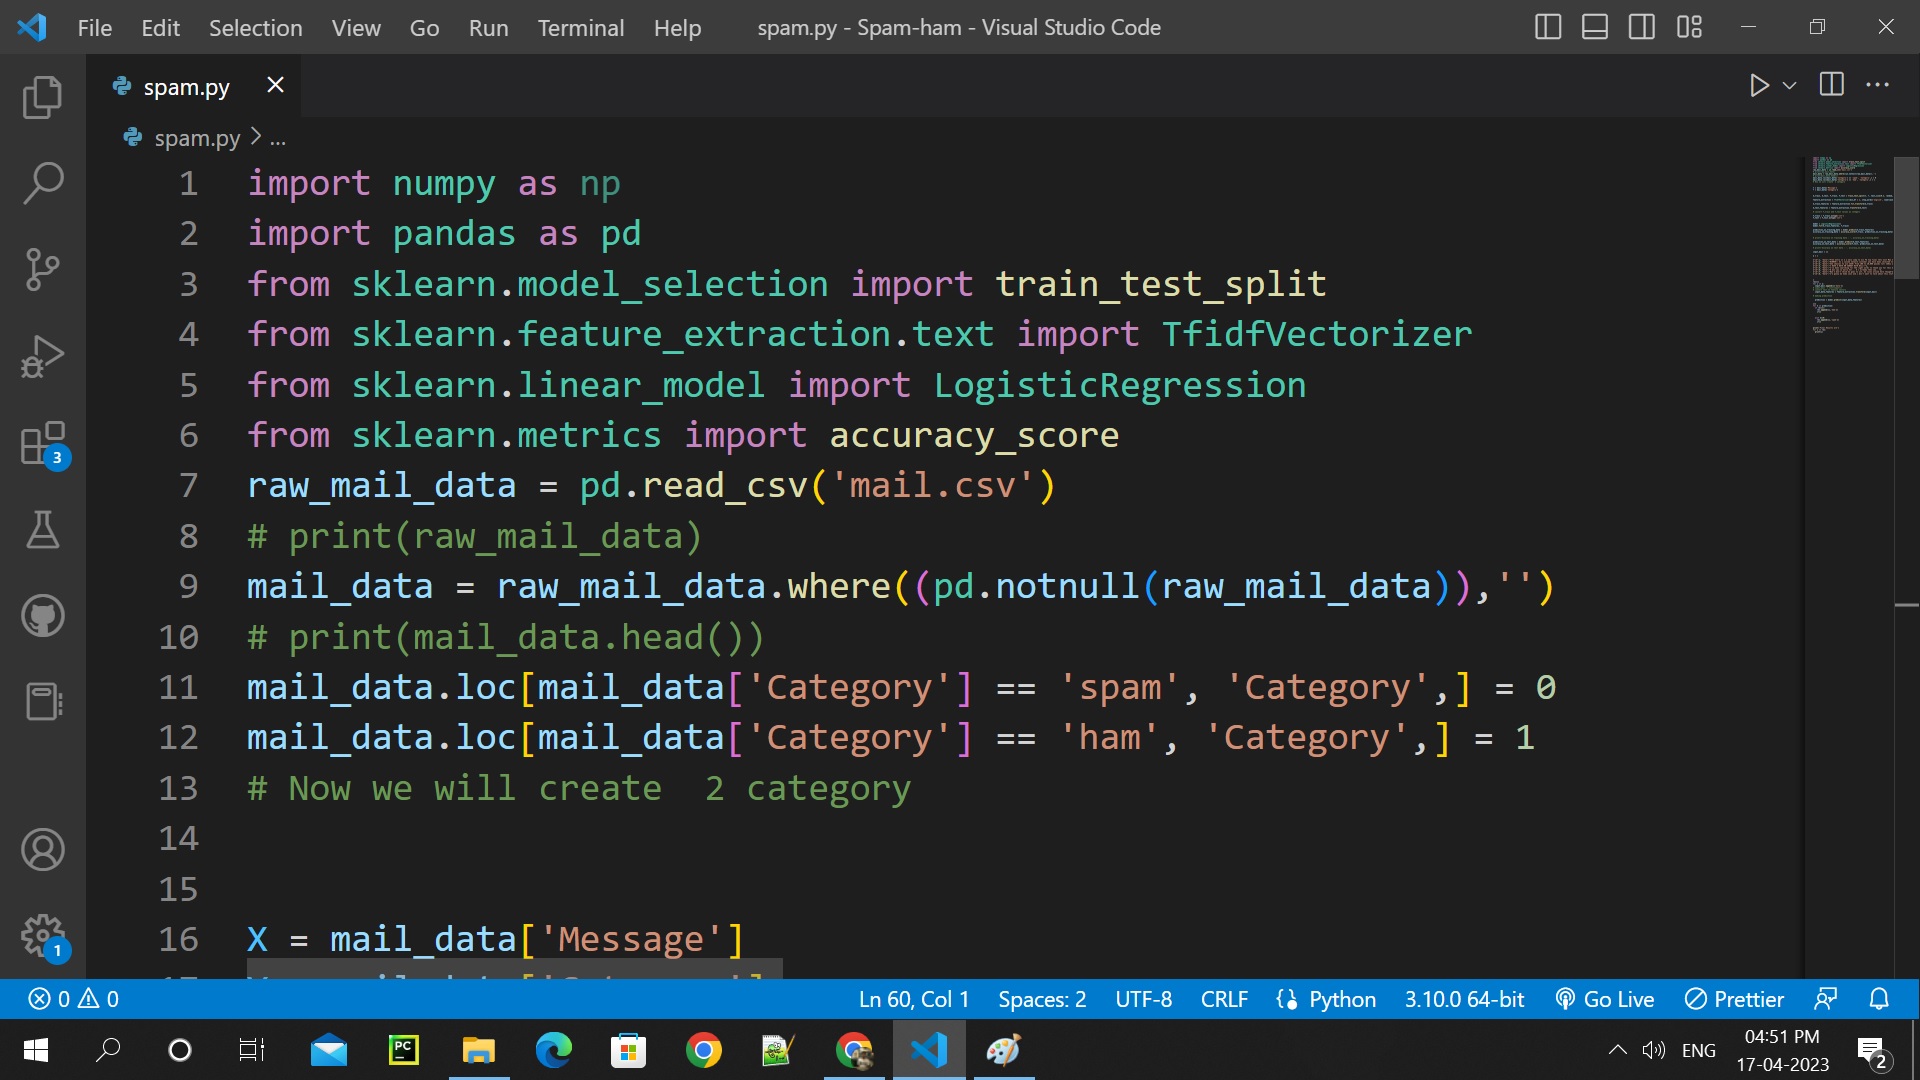 File Edit Selection View Go Run Terminal Help spam.py - Spam-ham - Visual Studio Code
spam.py
spam.py > ...
1 import numpy as np
2 import pandas as pd
3 from sklearn.model_selection import train_test_split
4 from sklearn.feature_extraction.text import TfidfVectorizer
5 from sklearn.linear_model import LogisticRegression
6 from sklearn.metrics import accuracy_score
7 raw_mail_data = pd.read_csv('mail.csv')
8 # print(raw_mail_data)
9 mail_data = raw_mail_data.where((pd.notnull(raw_mail_data)),'')
10 # print(mail_data.head())
11 mail_data.loc[mail_data['Category'] == 'spam', 'Category',] = 0
12 mail_data.loc[mail_data['Category'] == 'ham', 'Category',] = 1
13 # Now we will create  2 category
14
15
16 X = mail_data['Message']
3
1
0 0 Ln 60, Col 1 Spaces: 2 UTF-8 CRLF Python 3.10.0 64-bit Go Live Prettier
PC ENG 04:51 PM
17-04-2023 2